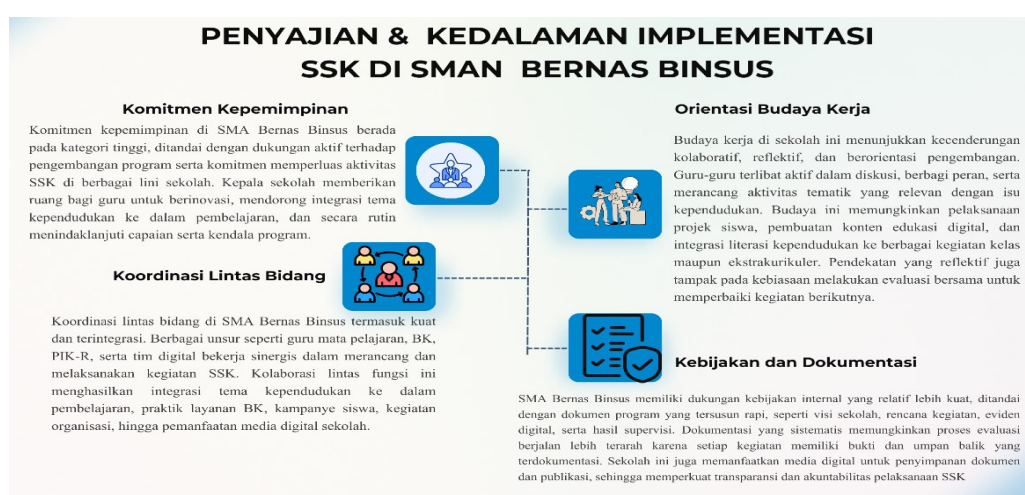 PENYAJIAN & KEDALAMAN IMPLEMENTASI
SSK DI SMAN BERNAS BINSUS
Komitmen Kepemimpinan
Komitmen kepemimpinan di SMA Bernas Binsus berada
pada kategori tinggi, ditandai dengan dukungan aktif terhadap
pengembangan program serta komitmen memperluas aktivitas
SSK di berbagai lini sekolah. Kepala sekolah memberikan
ruang bagi guru untuk berinovasi, mendorong integrasi tema
kependudukan ke dalam pembelajaran, dan secara rutin
menindaklanjuti capaian serta kendala program.
Koordinasi Lintas Bidang
Koordinasi lintas bidang di SMA Bernas Binsus termasuk kuat
dan terintegrasi. Berbagai unsur seperti guru mata pelajaran, BK,
PIK-R, serta tim digital bekerja sinergis dalam merancang dan
melaksanakan kegiatan SSK. Kolaborasi lintas fungsi ini
menghasilkan integrasi tema kependudukan ke dalam
pembelajaran, praktik layanan BK, kampanye siswa, kegiatan
organisasi, hingga pemanfaatan media digital sekolah.
Orientasi Budaya Kerja
Budaya kerja di sekolah ini menunjukkan kecenderungan
kolaboratif, reflektif, dan berorientasi pengembangan.
Guru-guru terlibat aktif dalam diskusi, berbagi peran, serta
merancang aktivitas tematik yang relevan dengan isu
kependudukan. Budaya ini memungkinkan pelaksanaan
projek siswa, pembuatan konten edukasi digital, dan
integrasi literasi kependudukan ke berbagai kegiatan kelas
maupun ekstrakurikuler. Pendekatan yang reflektif juga
tampak pada kebiasaan melakukan evaluasi bersama untuk
memperbaiki kegiatan berikutnya.
Kebijakan dan Dokumentasi
SMA Bernas Binsus memiliki dukungan kebijakan internal yang relatif lebih kuat, ditandai
dengan dokumen program yang tersusun rapi, seperti visi sekolah, rencana kegiatan, eviden
digital, serta hasil supervisi. Dokumentasi yang sistematis memungkinkan proses evaluasi
berjalan lebih terarah karena setiap kegiatan memiliki bukti dan umpan balik yang
terdokumentasi. Sekolah ini juga memanfaatkan media digital untuk penyimpanan dokumen
dan publikasi, sehingga memperkuat transparansi dan akuntabilitas pelaksanaan SSK